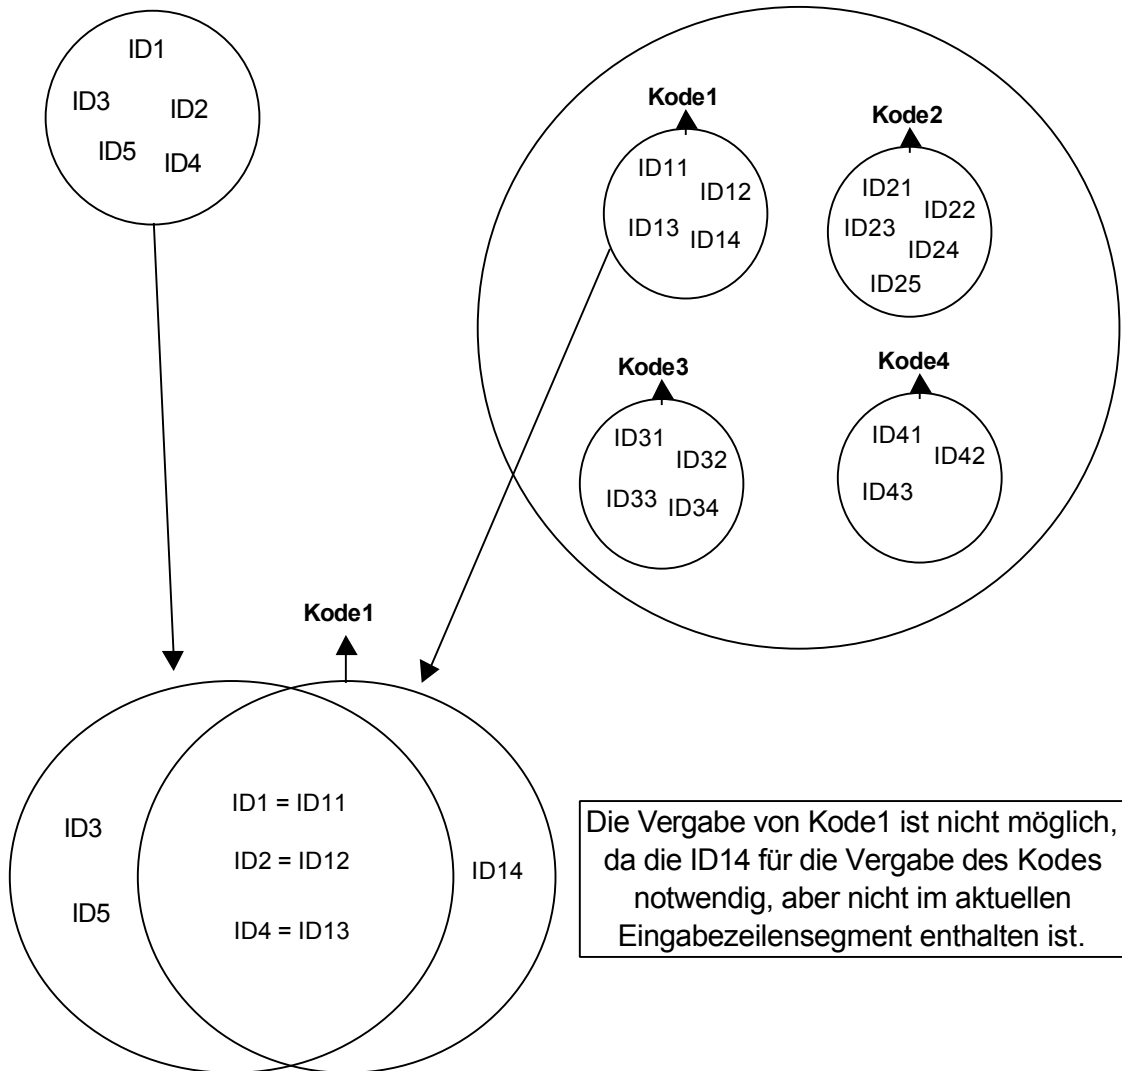 ID1
ID3
ID2
ID5
ID4
Kode1
ID11
ID12
ID13
ID14
Kode2
ID21
ID22
ID23
ID24
ID25
Kode3
ID31
ID32
ID33
ID34
Kode4
ID41
ID42
ID43
Kode1
ID3
ID5
ID1 = ID11
ID2 = ID12
ID4 = ID13
ID14
Die Vergabe von Kode1 ist nicht möglich,
da die ID14 für die Vergabe des Kodes
notwendig, aber nicht im aktuellen
Eingabezeilensegment enthalten ist.